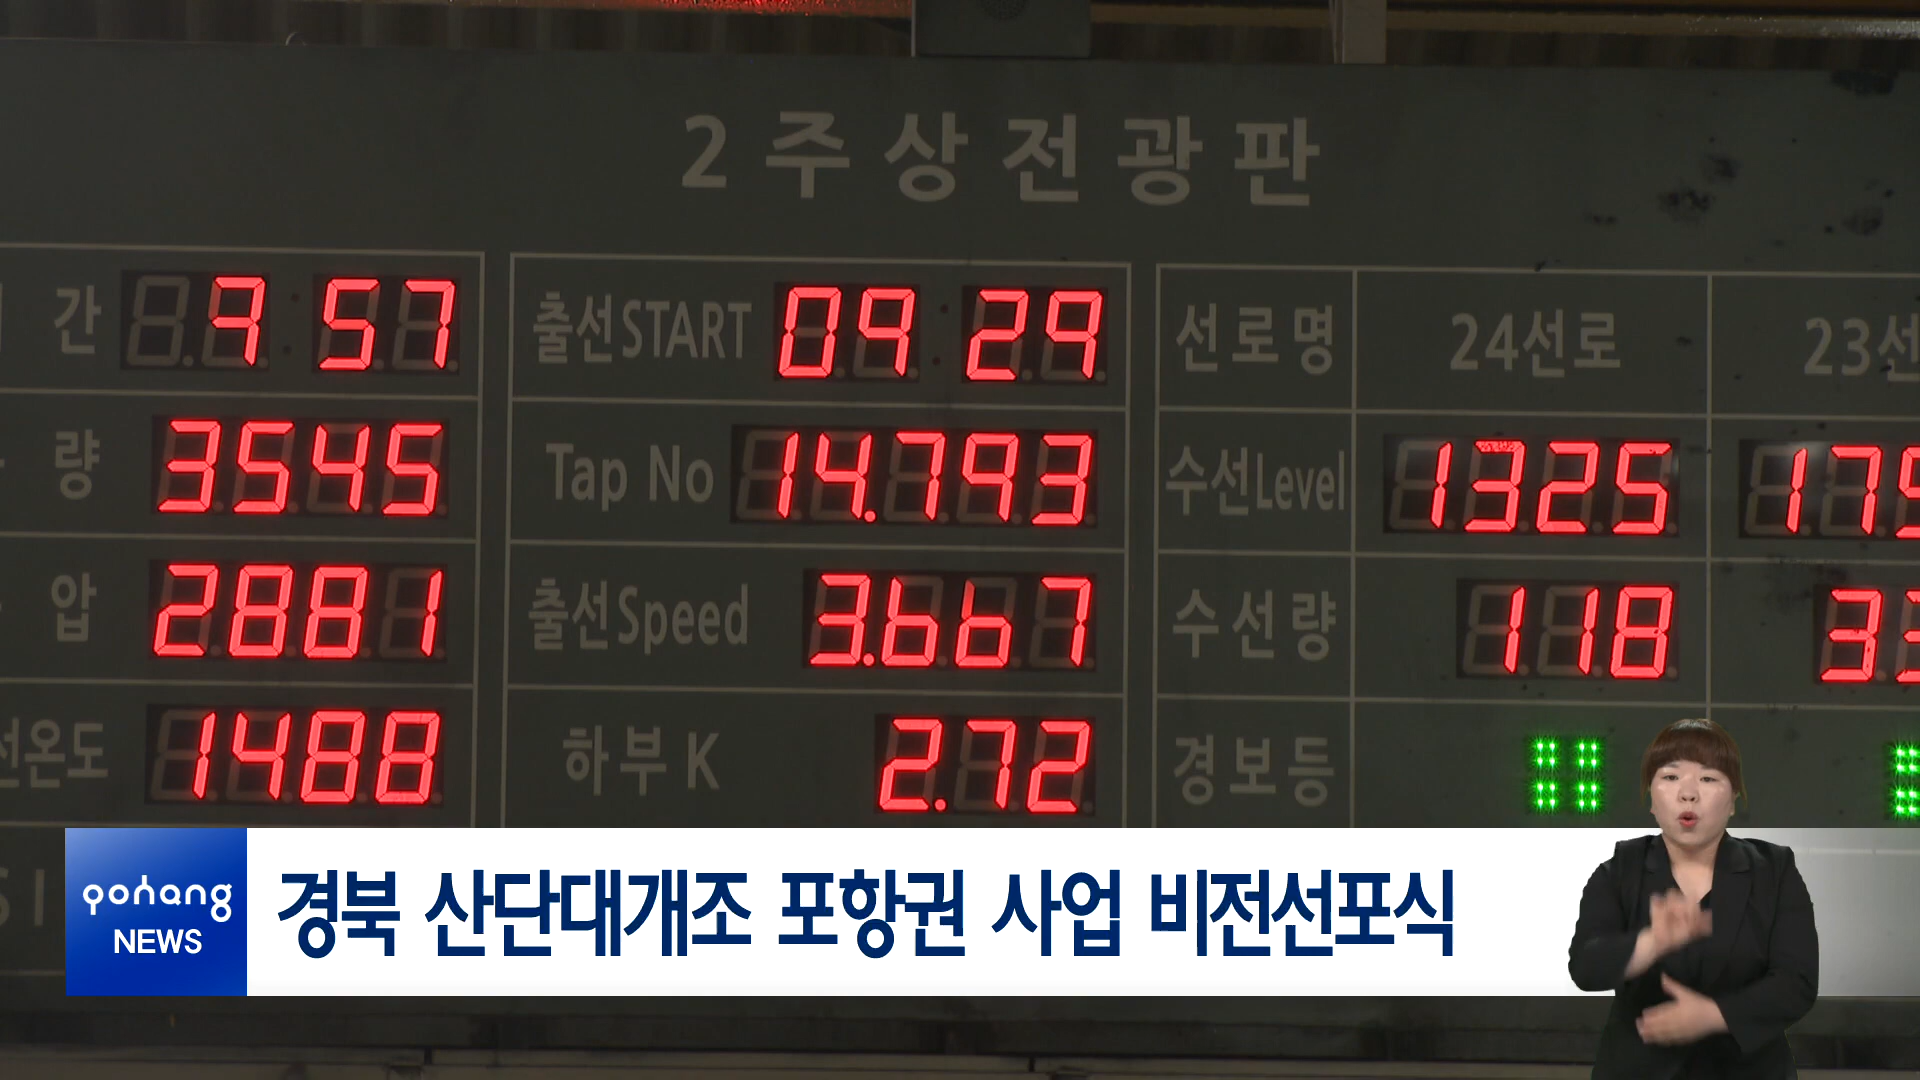 2주상전광판
간 7 57 출선START 09 29 선로명 24선로 23선
량 3545 Tap No 14.793 수선Level 1325
압 2881 출선Speed 3.667 수선량 118 33
선온도 1488 하부K 2.72 경보등
SI
pohang NEWS
경북 산단대개조 포항권 사업 비전선포식